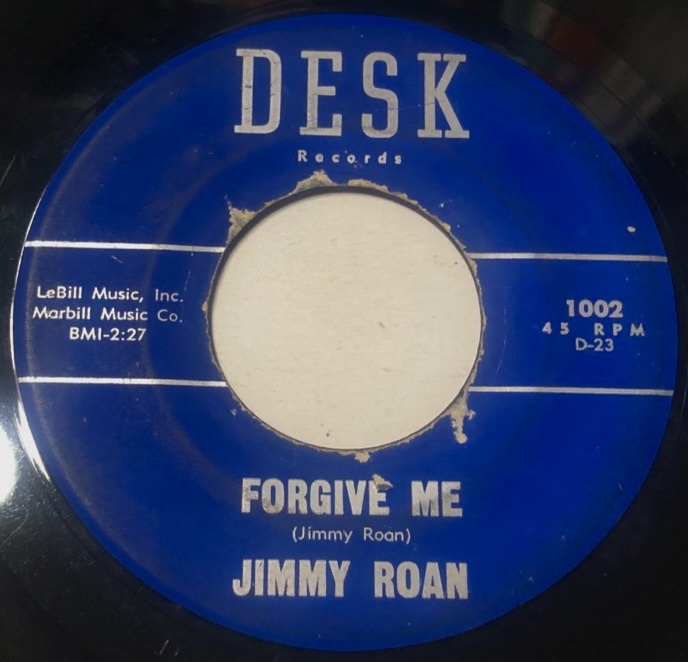 DESK
Records
LeBill Music, Inc.
Marbill Music Co.
BMI-2:27
1002
45 RPM
D-23
FORGIVE ME
(Jimmy Roan)
JIMMY ROAN